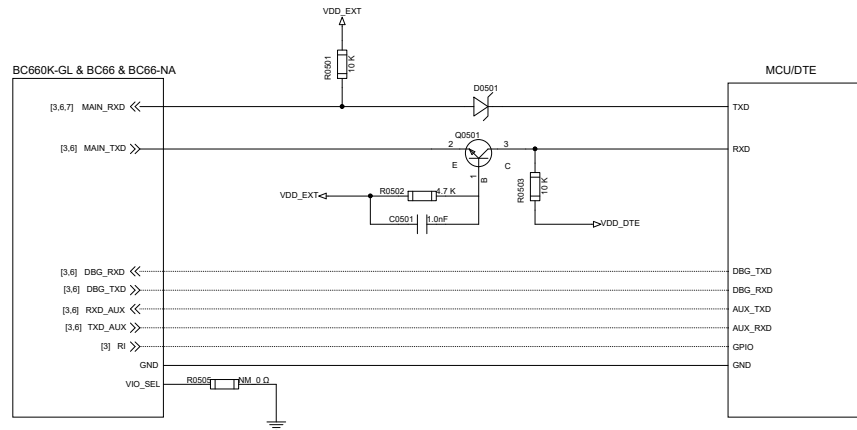 VDD_EXT
R0501
10 K
BC660K-GL & BC66 & BC66-NA
MCU/DTE
D0501
[3,6,7] MAIN_RXD
TXD
Q0501
[3,6] MAIN_TXD
2
3
RXD
E
C
1
B
R0503
10 K
VDD_EXT
R0502
4.7 K
C0501
1.0nF
VDD_DTE
[3,6] DBG_RXD
DBG_TXD
[3,6] DBG_TXD
DBG_RXD
[3,6] RXD_AUX
AUX_TXD
[3,6] TXD_AUX
AUX_RXD
[3] RI
GPIO
GND
GND
VIO_SEL
R0505
NM_0 Ω